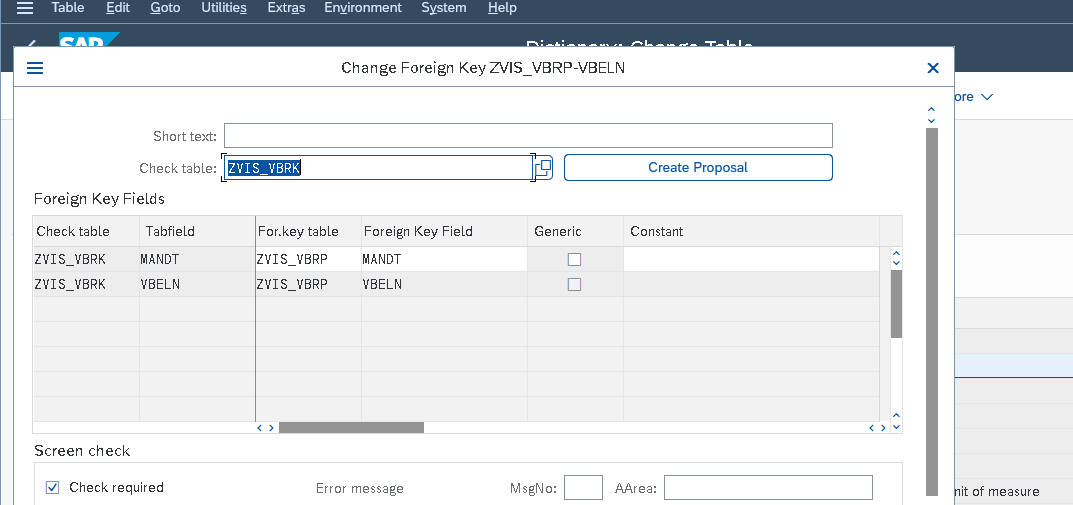 Table Edit Goto Utilities Extras Environment System Help
SAP
Dictionary: Change Table
Change Foreign Key ZVIS_VBRP-VBELN
ore
Short text:
Check table: ZVIS_VBRK Create Proposal
Foreign Key Fields
Check table Tabfield For.key table Foreign Key Field Generic Constant
ZVIS_VBRK MANDT ZVIS_VBRP MANDT
ZVIS_VBRK VBELN ZVIS_VBRP VBELN
Screen check
Check required Error message MsgNo: AArea:
nit of measure